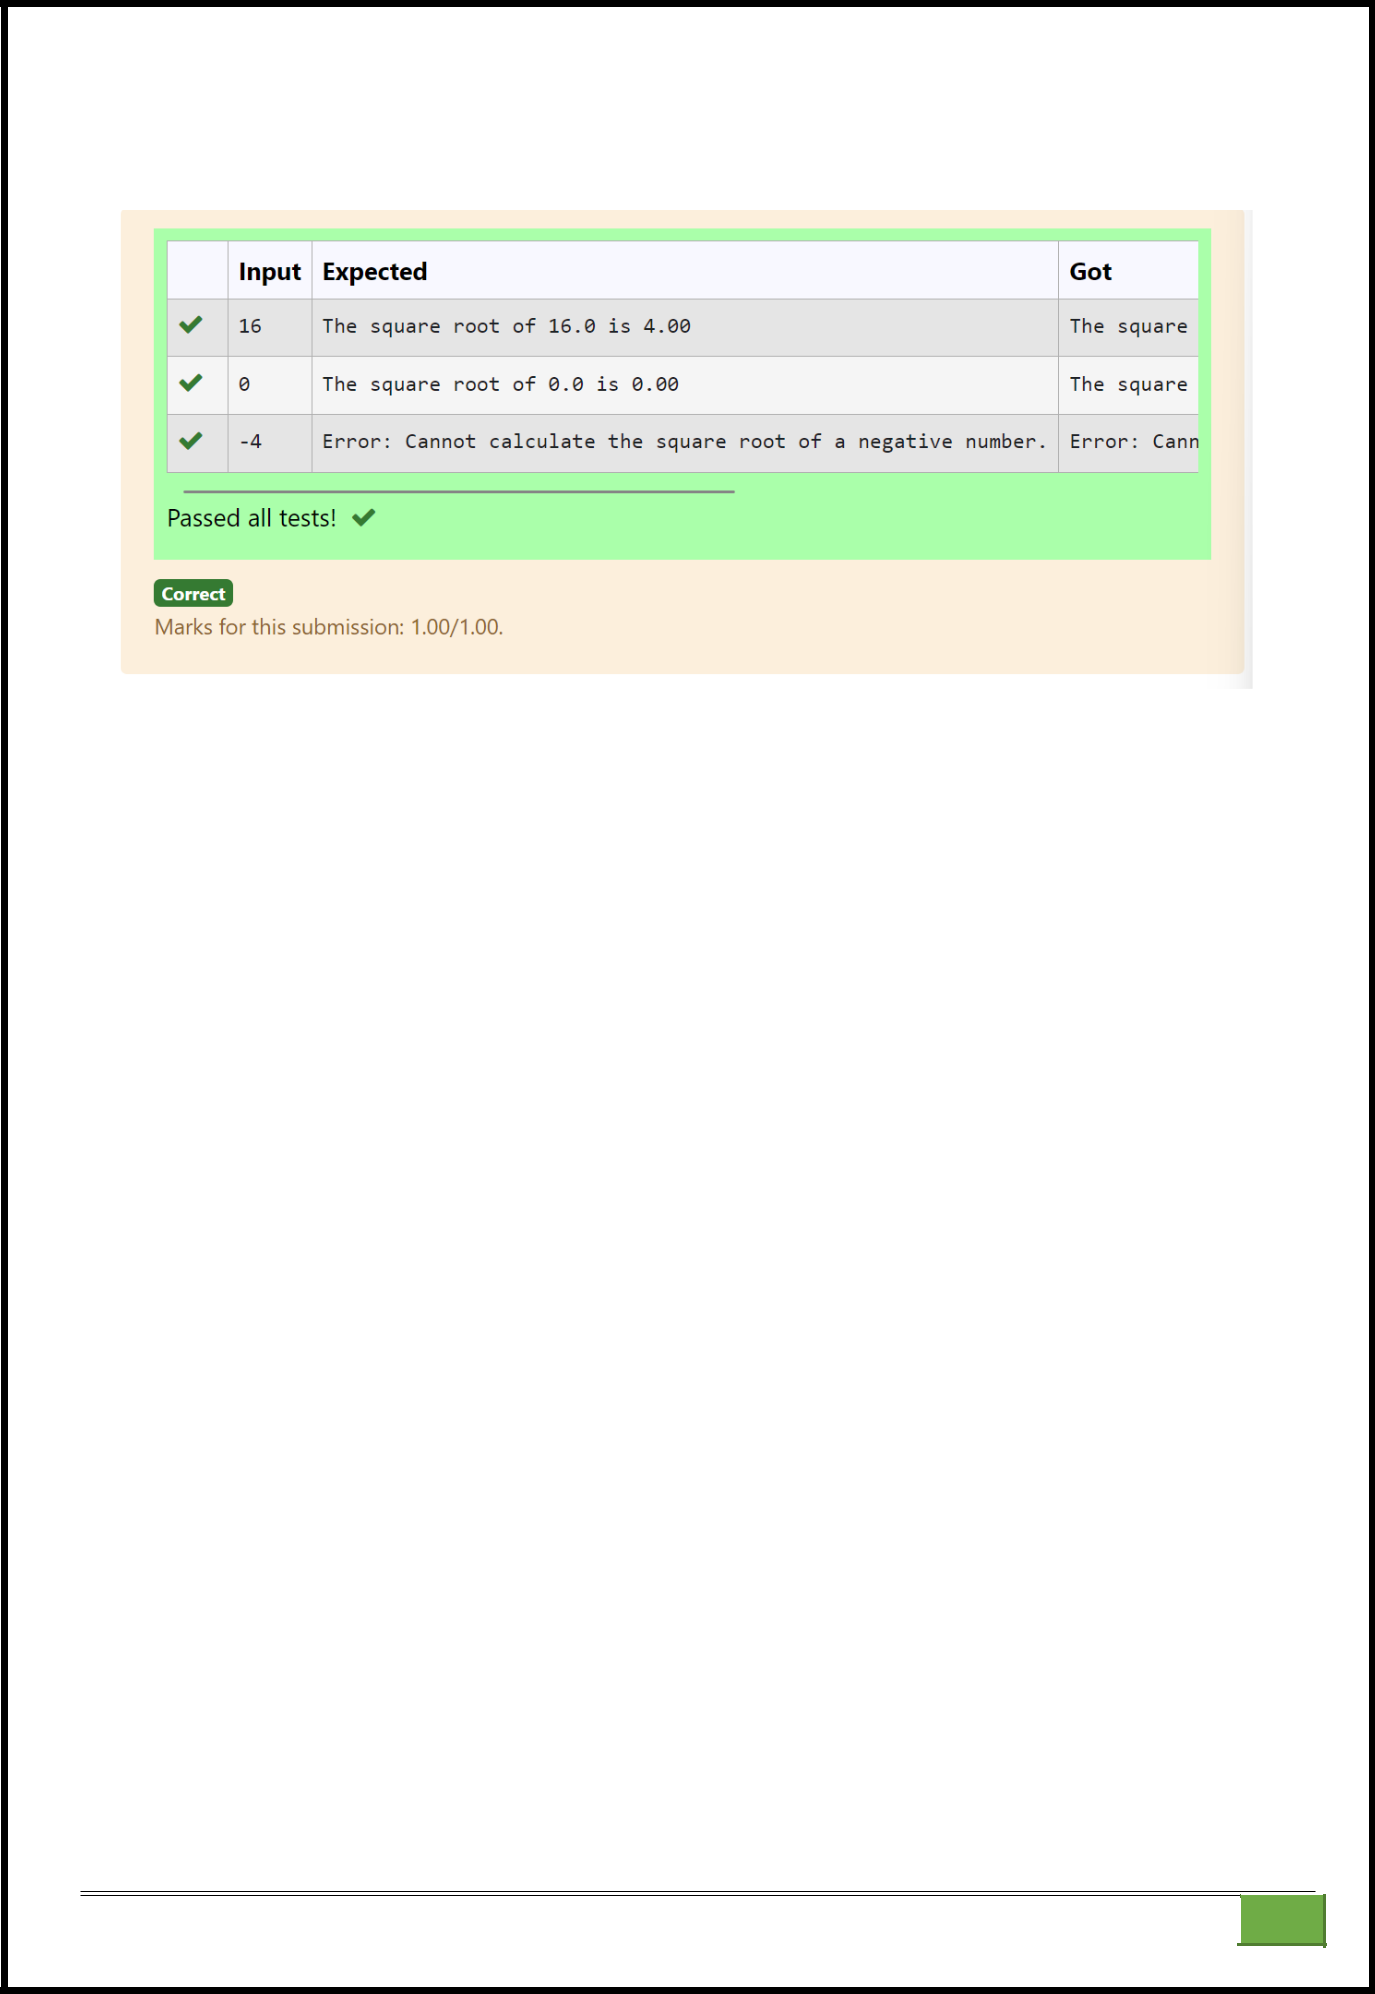 Input Expected Got
16 The square root of 16.0 is 4.00 The square
0 The square root of 0.0 is 0.00 The square
-4 Error: Cannot calculate the square root of a negative number. Error: Cann
Passed all tests!
Correct
Marks for this submission: 1.00/1.00.